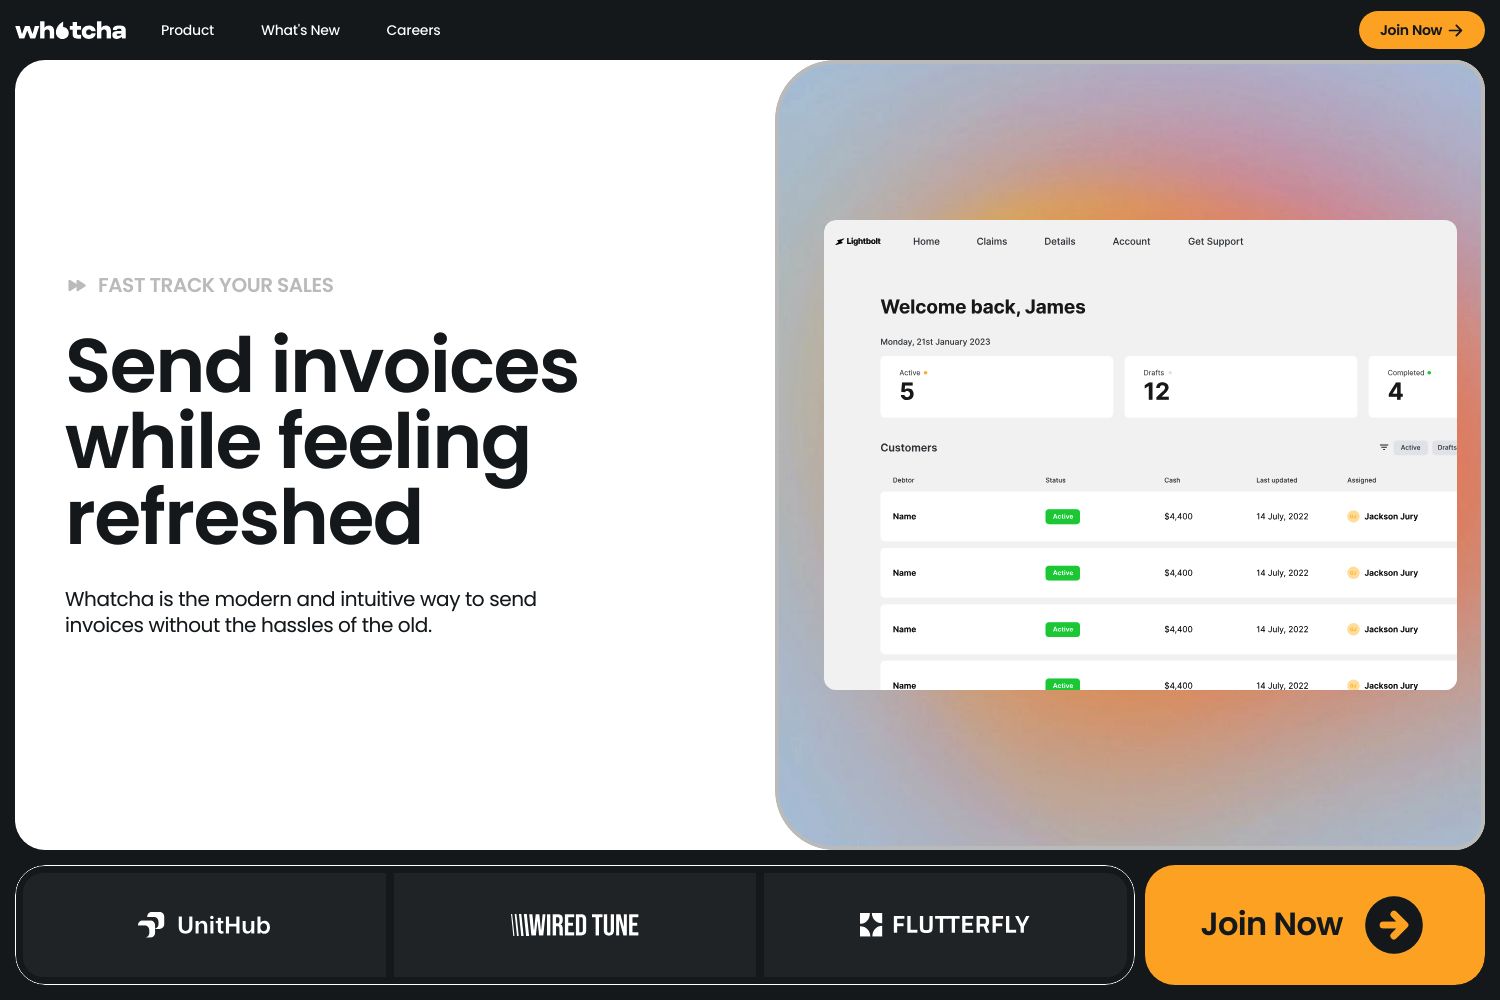 whatcha
Product
What's New
Careers
Join Now
FAST TRACK YOUR SALES
Send invoices
while feeling
refreshed
Whatcha is the modern and intuitive way to send
invoices without the hassles of the old.
Lightbolt
Home
Claims
Details
Account
Get Support
Welcome back, James
Monday, 21st January 2023
Active
5
Drafts
12
Completed
4
Customers
Active
Drafts
Debtor
Status
Cash
Last updated
Assigned
Name
Active
$4,400
14 July, 2022
Jackson Jury
Name
Active
$4,400
14 July, 2022
Jackson Jury
Name
Active
$4,400
14 July, 2022
Jackson Jury
Name
Active
$4,400
14 July, 2022
Jackson Jury
UnitHub
WIRED TUNE
FLUTTERFLY
Join Now